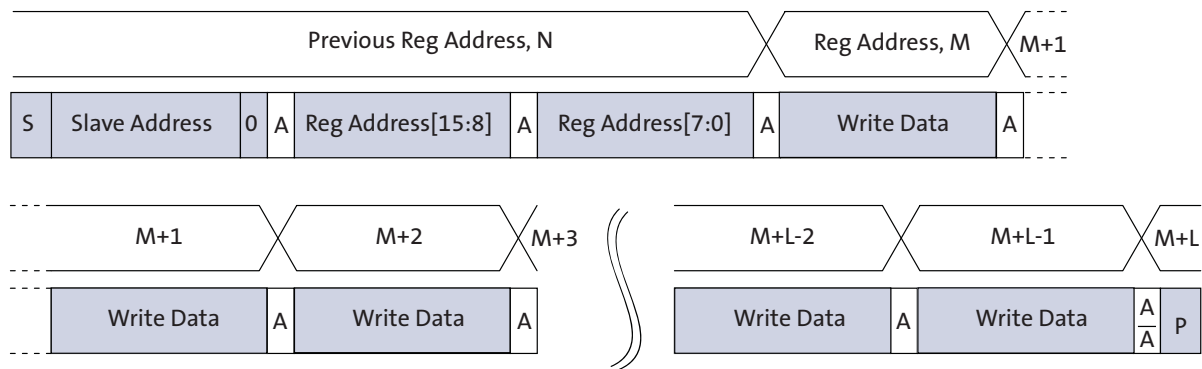 Previous Reg Address, N Reg Address, M M+1
S Slave Address 0 A Reg Address[15:8] A Reg Address[7:0] A Write Data A
M+1 M+2 M+3 M+L-2 M+L-1 M+L
Write Data A Write Data A Write Data A Write Data A/A̅ P